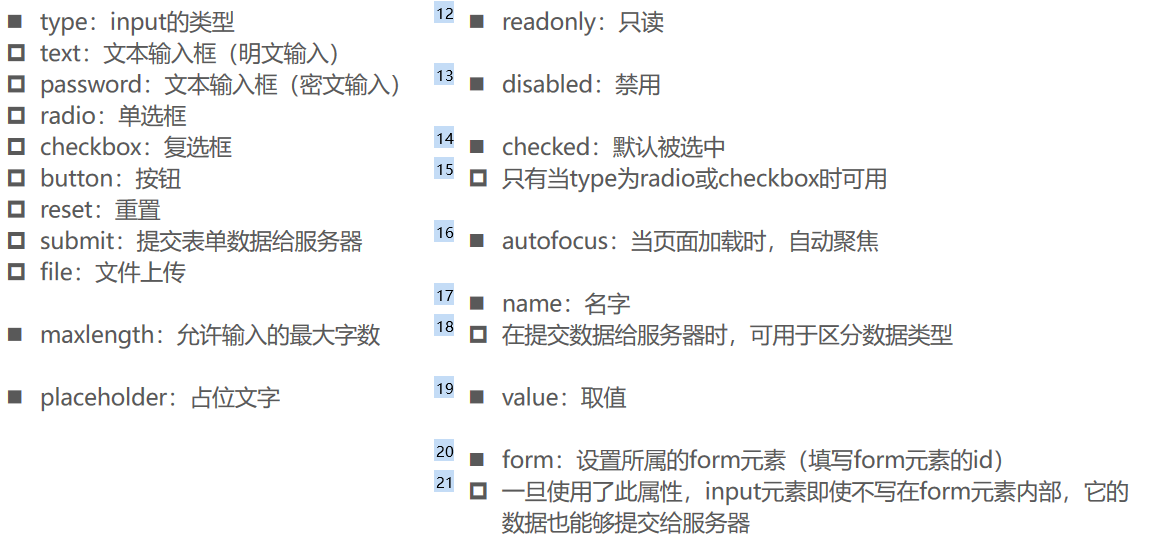 type：input的类型
text：文本输入框（明文输入）
password：文本输入框（密文输入）
radio：单选框
checkbox：复选框
button：按钮
reset：重置
submit：提交表单数据给服务器
file：文件上传
maxlength：允许输入的最大字数
placeholder：占位文字
12 readonly：只读
13 disabled：禁用
14 checked：默认被选中
15 只有当type为radio或checkbox时可用
16 autofocus：当页面加载时，自动聚焦
17 name：名字
18 在提交数据给服务器时，可用于区分数据类型
19 value：取值
20 form：设置所属的form元素（填写form元素的id）
21 一旦使用了此属性，input元素即使不写在form元素内部，它的
数据也能够提交给服务器